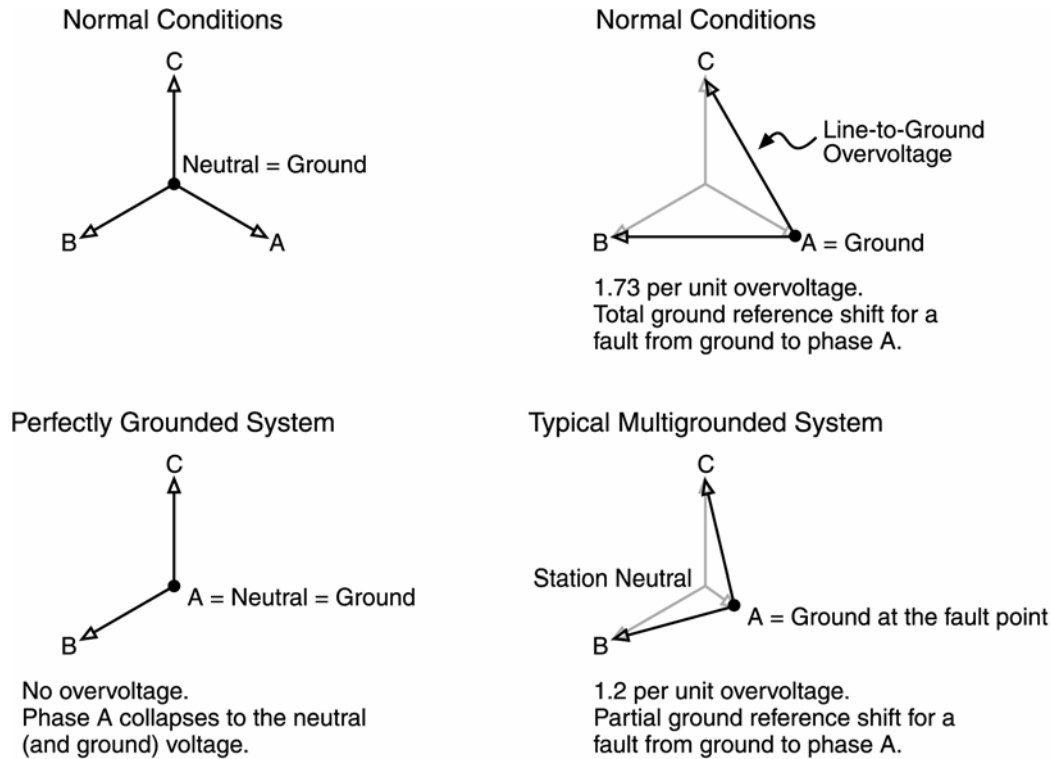 Normal Conditions
C
Neutral = Ground
B
A
Normal Conditions
C
Line-to-Ground
Overvoltage
B
A = Ground
1.73 per unit overvoltage.
Total ground reference shift for a
fault from ground to phase A.
Perfectly Grounded System
C
A = Neutral = Ground
B
No overvoltage.
Phase A collapses to the neutral
(and ground) voltage.
Typical Multigrounded System
C
Station Neutral
A = Ground at the fault point
B
1.2 per unit overvoltage.
Partial ground reference shift for a
fault from ground to phase A.